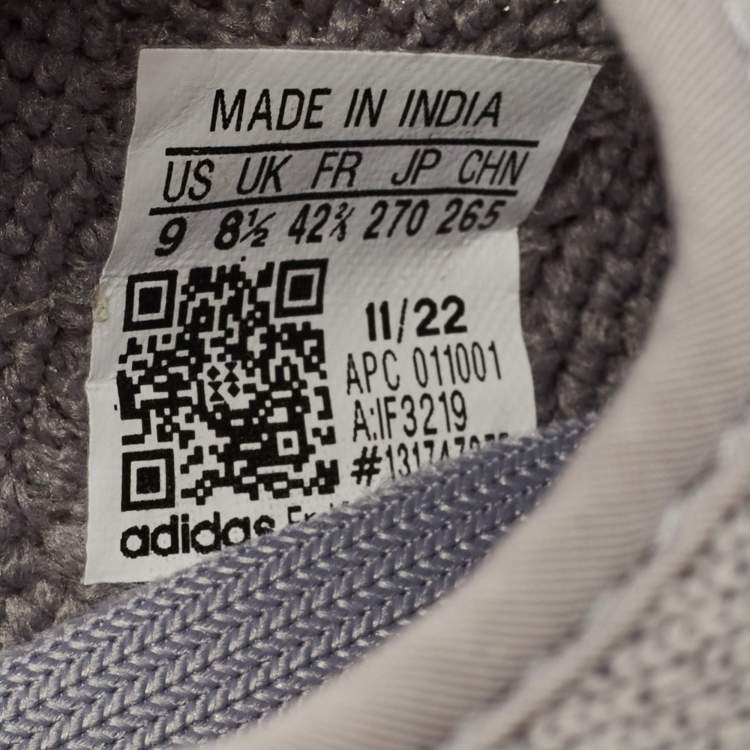 MADE IN INDIA
US UK FR JP CHN
9 8½ 42⅔ 270 265
11/22
APC 011001
A:IF3219
adidas